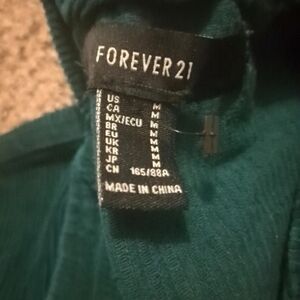 FOREVER 21
US M
CA M
MX/ECU M
BR M
EU M
UK M
KR M
JP M
CN 165/88A
MADE IN CHINA